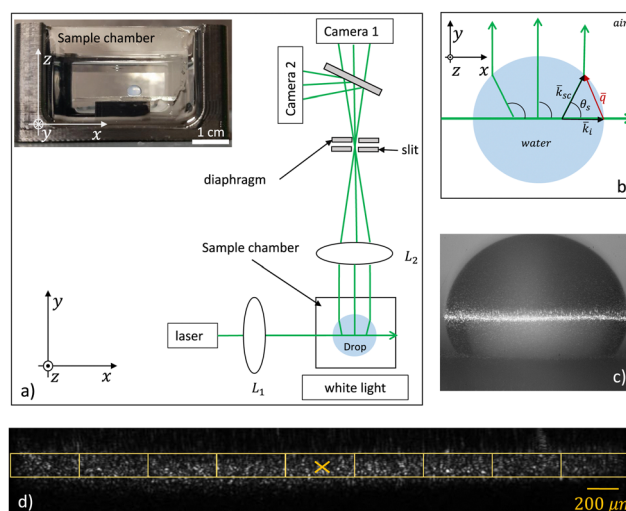 Sample chamber
z
y
x
1 cm
Camera 1
Camera 2
diaphragm
slit
Sample chamber
L₂
y
z
x
laser
L₁
Drop
white light
a)
y
z
x
air
k̄sc
q̄
θs
k̄i
water
b)
c)
d)
200 μm